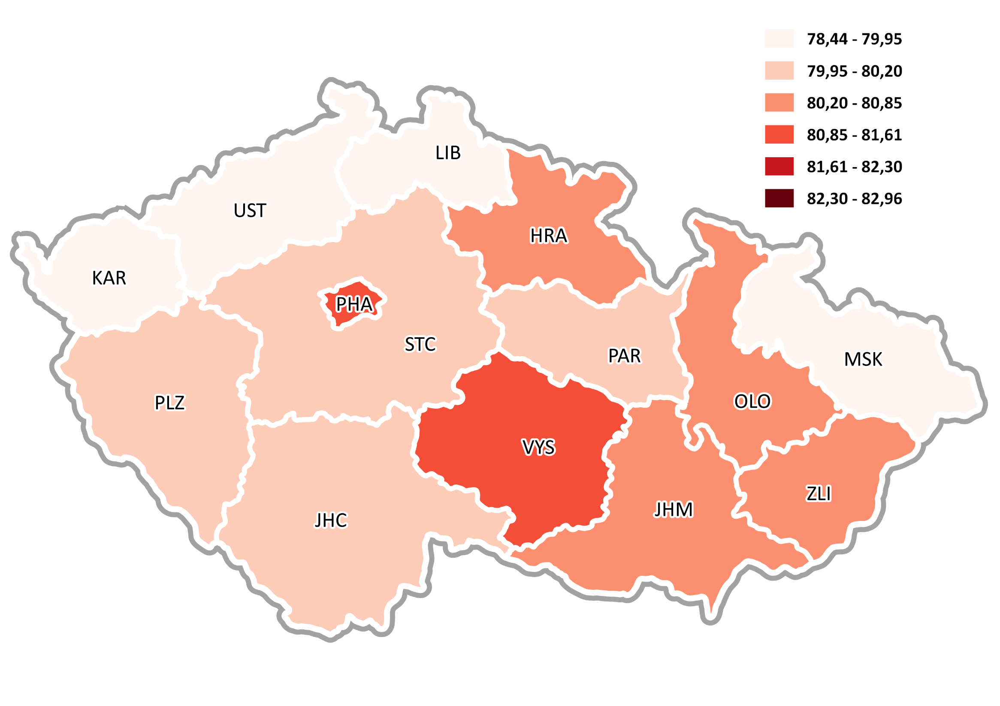 78,44 - 79,95
79,95 - 80,20
80,20 - 80,85
80,85 - 81,61
81,61 - 82,30
82,30 - 82,96
LIB
UST
HRA
KAR
PHA
STC
PAR
MSK
PLZ
OLO
VYS
ZLI
JHM
JHC